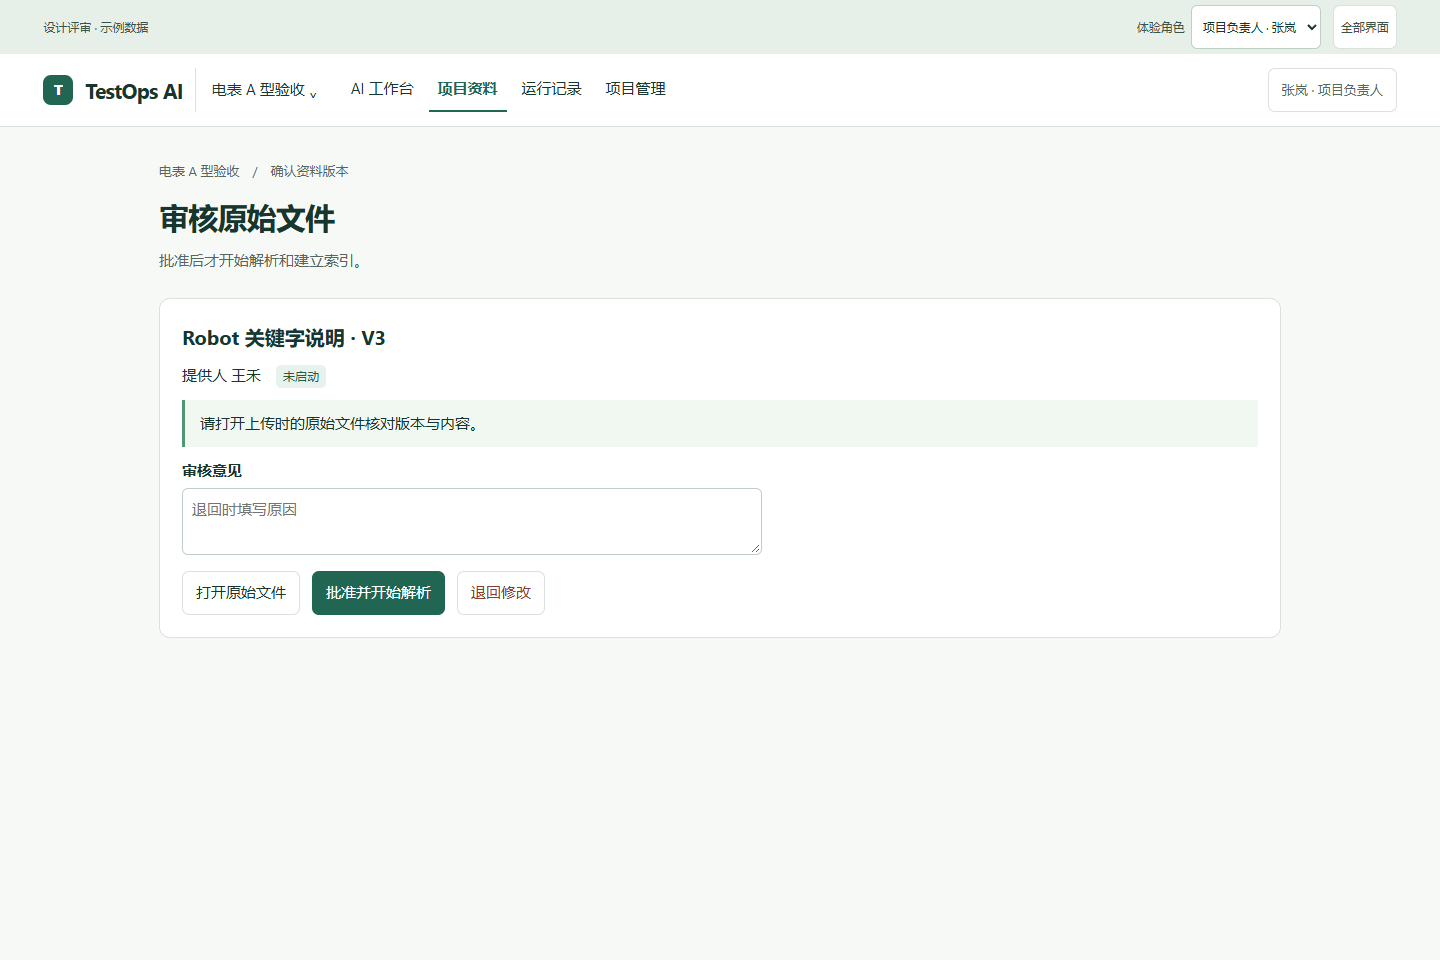 设计评审 · 示例数据
体验角色
项目负责人 · 张岚
全部界面
T
TestOps AI
电表 A 型验收
AI 工作台
项目资料
运行记录
项目管理
张岚 · 项目负责人
电表 A 型验收 / 确认资料版本
审核原始文件
批准后才开始解析和建立索引。
Robot 关键字说明 · V3
提供人 王禾
未启动
请打开上传时的原始文件核对版本与内容。
审核意见
退回时填写原因
打开原始文件
批准并开始解析
退回修改